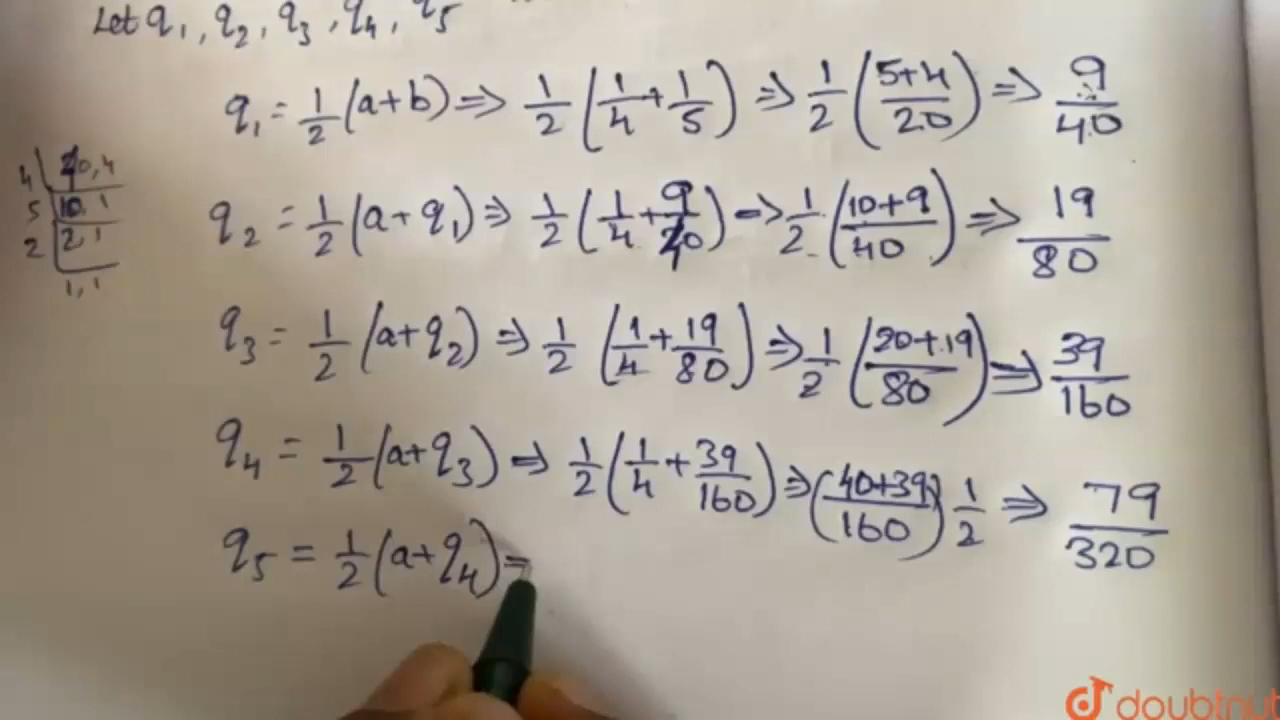 Let q₁, q₂, q₃, q₄, q₅
q₁ = 1/2 (a+b) => 1/2 (1/4 + 1/5) => 1/2 ((5+4)/20) => 9/40
4 | 20, 4
5 | 10, 1
2 | 2, 1
1, 1
q₂ = 1/2 (a+q₁) => 1/2 (1/4 + 9/40) => 1/2 ((10+9)/40) => 19/80
q₃ = 1/2 (a+q₂) => 1/2 (1/4 + 19/80) => 1/2 ((20+19)/80) => 39/160
q₄ = 1/2 (a+q₃) => 1/2 (1/4 + 39/160) => ((40+39)/160) 1/2 => 79/320
q₅ = 1/2 (a+q₄) =
doubtnut